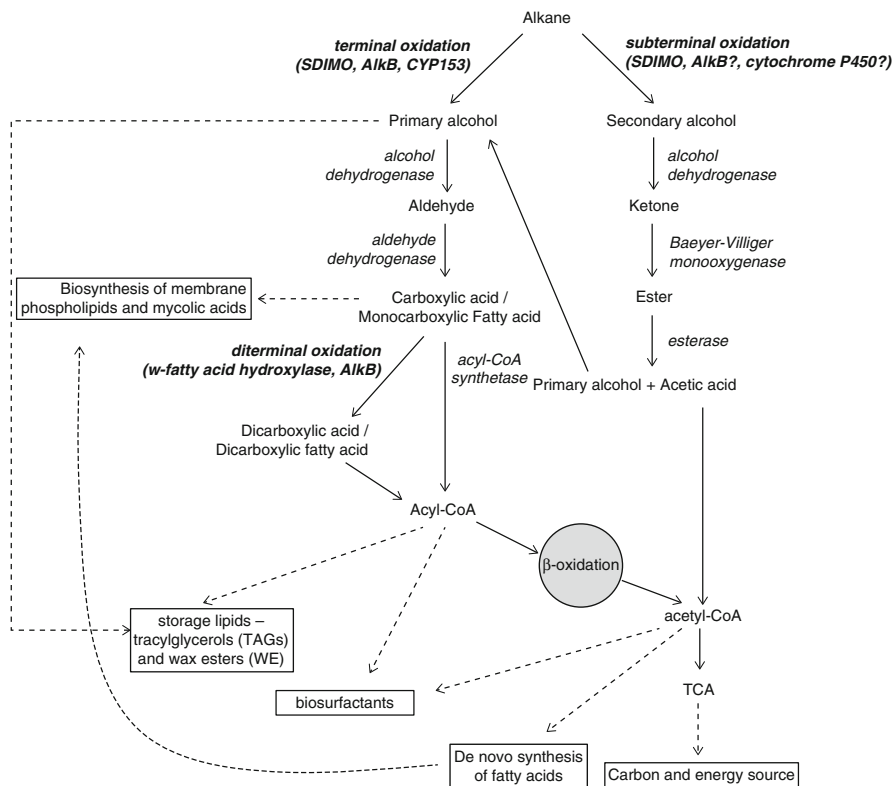 Alkane
terminal oxidation
(SDIMO, AlkB, CYP153)
subterminal oxidation
(SDIMO, AlkB?, cytochrome P450?)
Primary alcohol
Secondary alcohol
alcohol
dehydrogenase
alcohol
dehydrogenase
Aldehyde
Ketone
aldehyde
dehydrogenase
Baeyer-Villiger
monooxygenase
Biosynthesis of membrane
phospholipids and mycolic acids
Carboxylic acid /
Monocarboxylic Fatty acid
Ester
diterminal oxidation
(w-fatty acid hydroxylase, AlkB)
acyl-CoA
synthetase
esterase
Primary alcohol + Acetic acid
Dicarboxylic acid /
Dicarboxylic fatty acid
Acyl-CoA
β-oxidation
storage lipids –
tracylglycerols (TAGs)
and wax esters (WE)
acetyl-CoA
biosurfactants
TCA
De novo synthesis
of fatty acids
Carbon and energy source